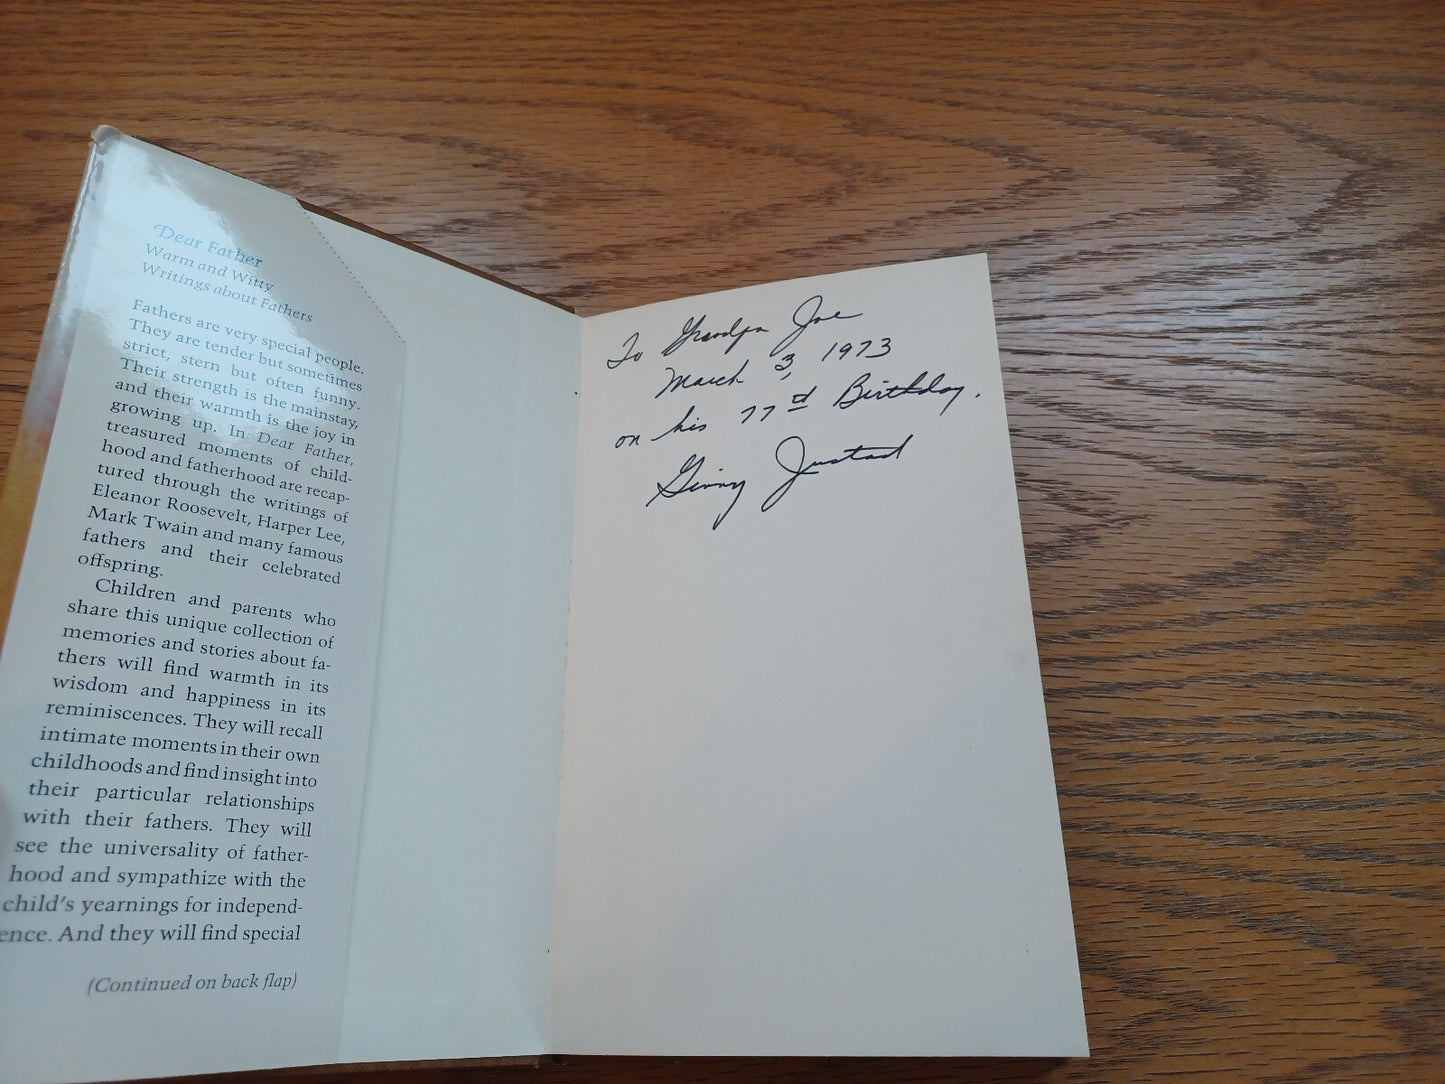 Dear Father
Warm and Witty
Writings about Fathers
Fathers are very special people.
They are tender but sometimes
strict, stern but often funny.
Their strength is the mainstay,
and their warmth is the joy in
growing up. In Dear Father,
treasured moments of child-
hood and fatherhood are recap-
tured through the writings of
Eleanor Roosevelt, Harper Lee,
Mark Twain and many famous
fathers and their celebrated
offspring.
Children and parents who
share this unique collection of
memories and stories about fa-
thers will find warmth in its
wisdom and happiness in its
reminiscences. They will recall
intimate moments in their own
childhoods and find insight into
their particular relationships
with their fathers. They will
see the universality of father-
hood and sympathize with the
child's yearnings for independ-
ence. And they will find special
(Continued on back flap)
To Grandpa Joe
March 3, 1973
on his 77th Birthday.
Ginny Justad